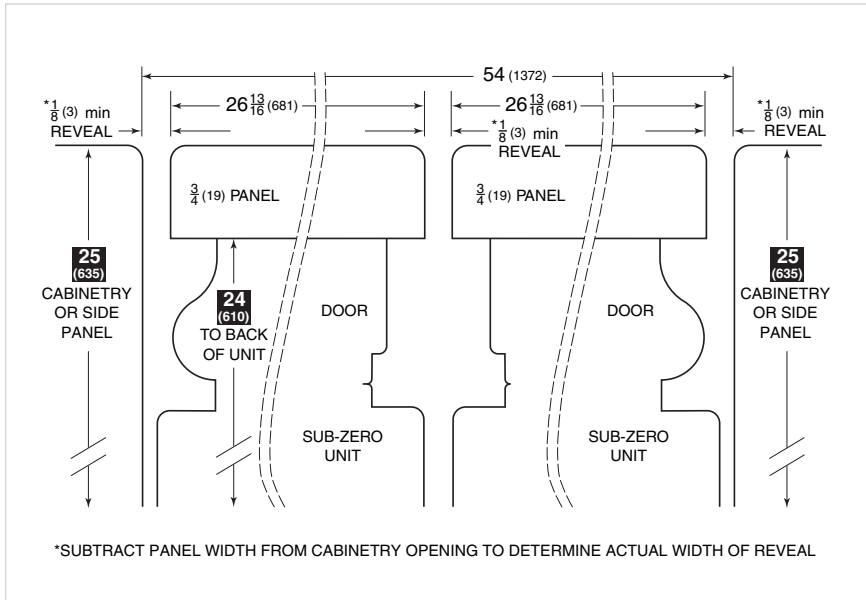 54 (1372)
26 13/16 (681)
26 13/16 (681)
*1/8 (3) min
REVEAL
*1/8 (3) min
REVEAL
*1/8 (3) min
REVEAL
3/4 (19) PANEL
3/4 (19) PANEL
25
(635)
CABINETRY
OR SIDE
PANEL
24
(610)
TO BACK
OF UNIT
DOOR
DOOR
25
(635)
CABINETRY
OR SIDE
PANEL
SUB-ZERO
UNIT
SUB-ZERO
UNIT
*SUBTRACT PANEL WIDTH FROM CABINETRY OPENING TO DETERMINE ACTUAL WIDTH OF REVEAL